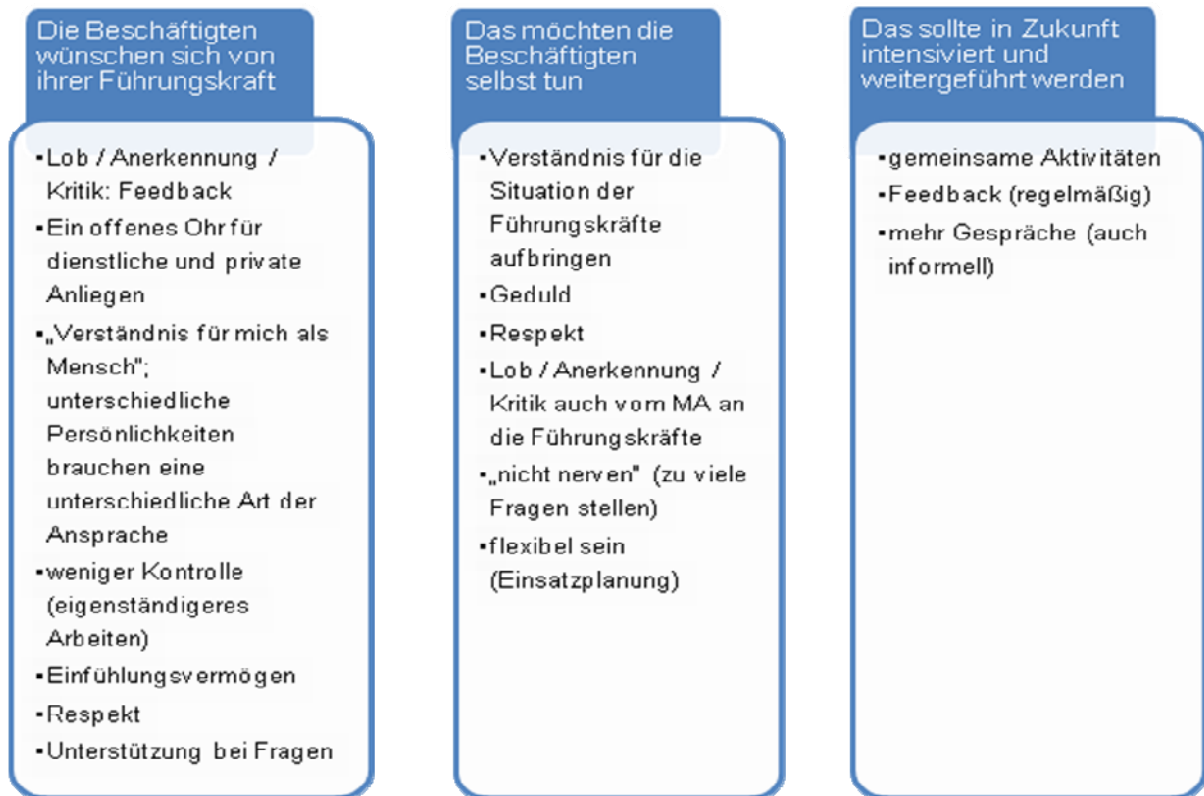 Die Beschäftigten
wünschen sich von
ihrer Führungskraft
▪Lob / Anerkennung /
Kritik: Feedback
▪Ein offenes Ohr für
dienstliche und private
Anliegen
▪„Verständnis für mich als
Mensch";
unterschiedliche
Persönlichkeiten
brauchen eine
unterschiedliche Art der
Ansprache
▪weniger Kontrolle
(eigenständigeres
Arbeiten)
▪Einfühlungsvermögen
▪Respekt
▪Unterstützung bei Fragen
Das möchten die
Beschäftigten
selbst tun
▪Verständnis für die
Situation der
Führungskräfte
aufbringen
▪Geduld
▪Respekt
▪Lob / Anerkennung /
Kritik auch vom MA an
die Führungskräfte
▪„nicht nerven" (zu viele
Fragen stellen)
▪flexibel sein
(Einsatzplanung)
Das sollte in Zukunft
intensiviert und
weitergeführt werden
▪gemeinsame Aktivitäten
▪Feedback (regelmäßig)
▪mehr Gespräche (auch
informell)